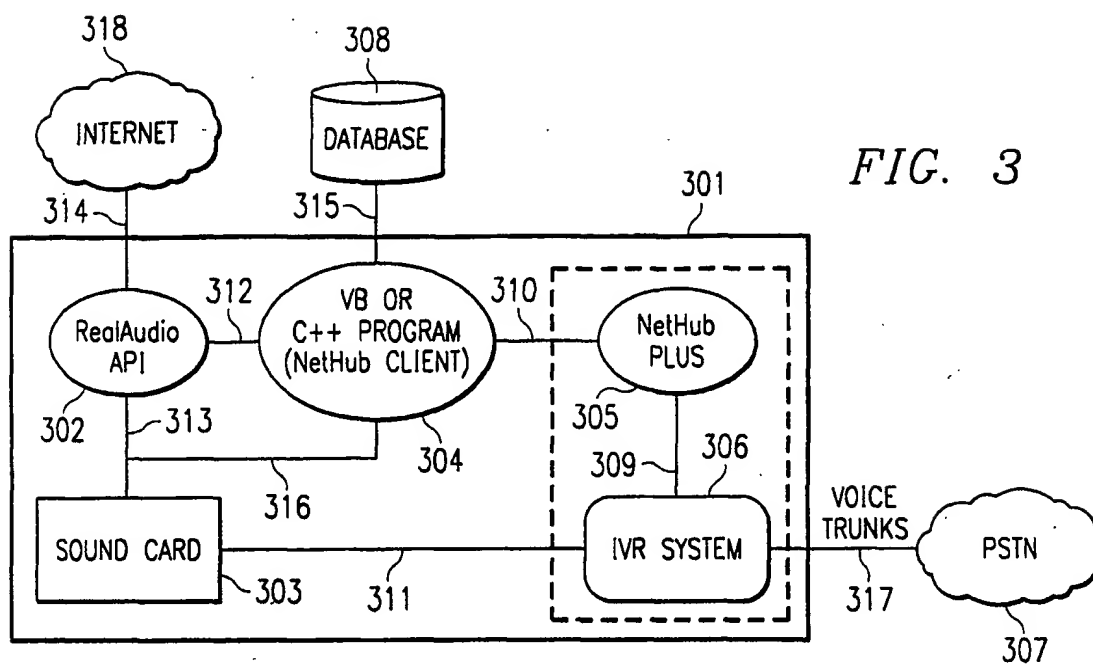 318
308
INTERNET
DATABASE
FIG. 3
314
315
301
312
VB OR
C++ PROGRAM
(NetHub CLIENT)
310
RealAudio
API
NetHub
PLUS
302
313
304
305
309
306
316
VOICE
TRUNKS
SOUND CARD
IVR SYSTEM
PSTN
303
311
317
307